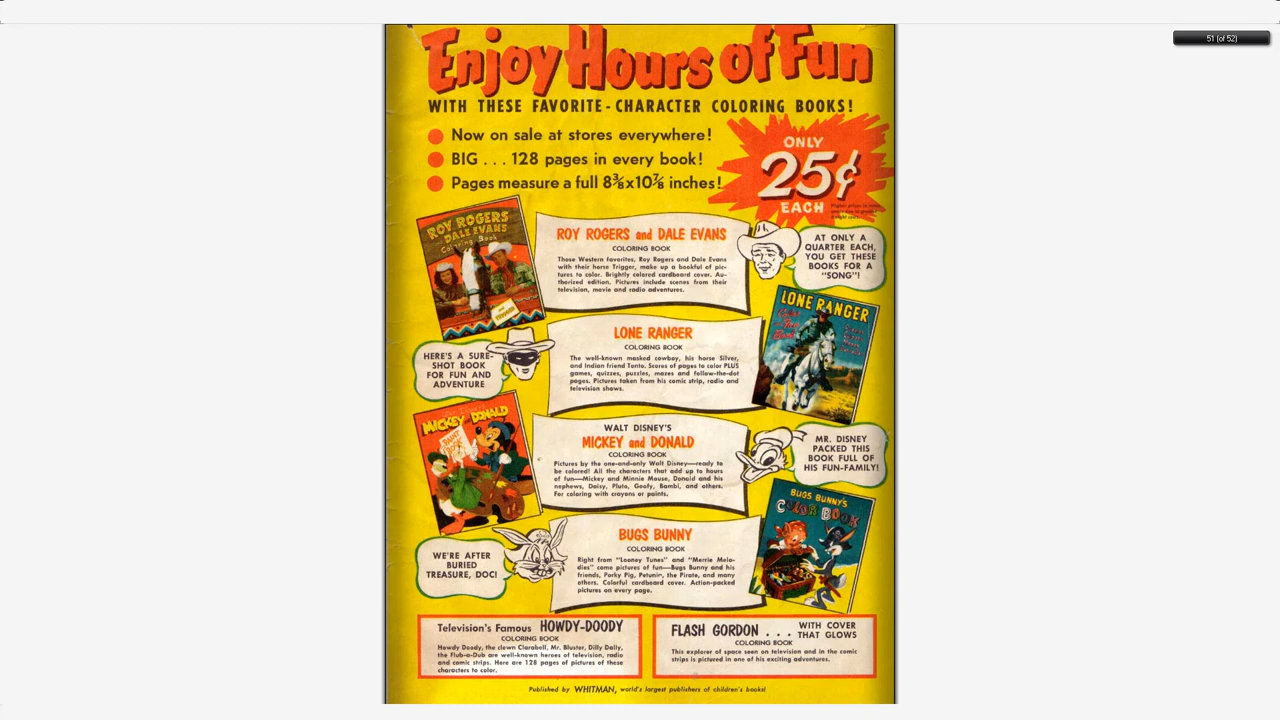 51 (of 52)
Enjoy Hours of Fun
WITH THESE FAVORITE-CHARACTER COLORING BOOKS!
Now on sale at stores everywhere!
BIG . . . 128 pages in every book!
Pages measure a full 8⅜x10⅞ inches!
ONLY
25¢
EACH
ROY ROGERS
DALE EVANS
Coloring Book
ROY ROGERS and DALE EVANS
COLORING BOOK
Those Western favorites, Roy Rogers and Dale Evans
with their horse Trigger, make up a bookful of pic-
tures to color. Brightly colored cardboard cover. Au-
thorized edition. Pictures include scenes from their
television, movie and radio adventures.
AT ONLY A
QUARTER EACH,
YOU GET THESE
BOOKS FOR A
"SONG"!
HERE'S A SURE-
SHOT BOOK
FOR FUN AND
ADVENTURE
LONE RANGER
COLORING BOOK
The well-known masked cowboy, his horse Silver,
and Indian friend Tonto. Scores of pages to color PLUS
games, quizzes, puzzles, mazes and follow-the-dot
pages. Pictures taken from his comic strip, radio and
television shows.
LONE RANGER
MICKEY and DONALD
WALT DISNEY'S
MICKEY and DONALD
COLORING BOOK
Pictures by the one-and-only Walt Disney—ready to
be colored! All the characters that add up to hours
of fun—Mickey and Minnie Mouse, Donald and his
nephews, Daisy, Pluto, Goofy, Bambi, and others.
For coloring with crayons or paints.
MR. DISNEY
PACKED THIS
BOOK FULL OF
HIS FUN-FAMILY!
WE'RE AFTER
BURIED
TREASURE, DOC!
BUGS BUNNY
COLORING BOOK
Right from "Looney Tunes" and "Merrie Melo-
dies" come pictures of fun—Bugs Bunny and his
friends, Porky Pig, Petunia, the Pirate, and many
others. Colorful cardboard cover. Action-packed
pictures on every page.
BUGS BUNNY'S
COLOR BOOK
Television's Famous HOWDY-DOODY
COLORING BOOK
Howdy Doody, the clown Clarabell, Mr. Bluster, Dilly Dally,
the Flub-a-Dub are well-known heroes of television, radio
and comic strips. Here are 128 pages of pictures of these
characters to color.
FLASH GORDON . . . WITH COVER
THAT GLOWS
COLORING BOOK
This explorer of space seen on television and in the comic
strips is pictured in one of his exciting adventures.
Published by WHITMAN, world's largest publishers of children's books!